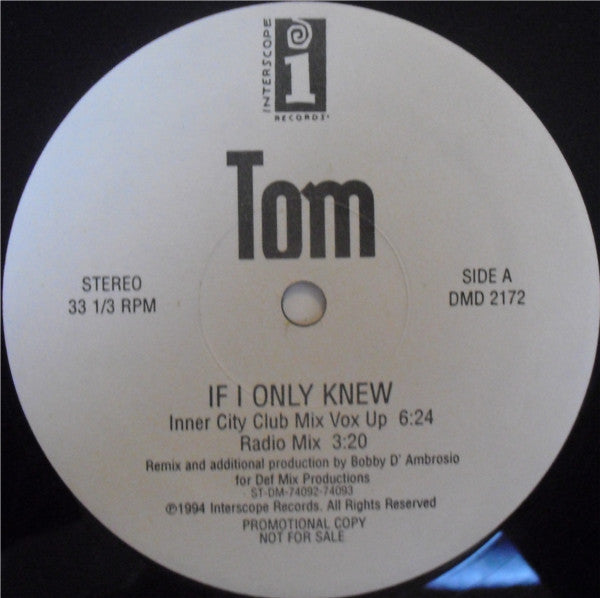 INTERSCOPE
i
RECORDS
Tom
STEREO
33 1/3 RPM
SIDE A
DMD 2172
IF I ONLY KNEW
Inner City Club Mix Vox Up 6:24
Radio Mix 3:20
Remix and additional production by Bobby D' Ambrosio
for Def Mix Productions
ST-DM-74092-74093
℗1994 Interscope Records. All Rights Reserved
PROMOTIONAL COPY
NOT FOR SALE